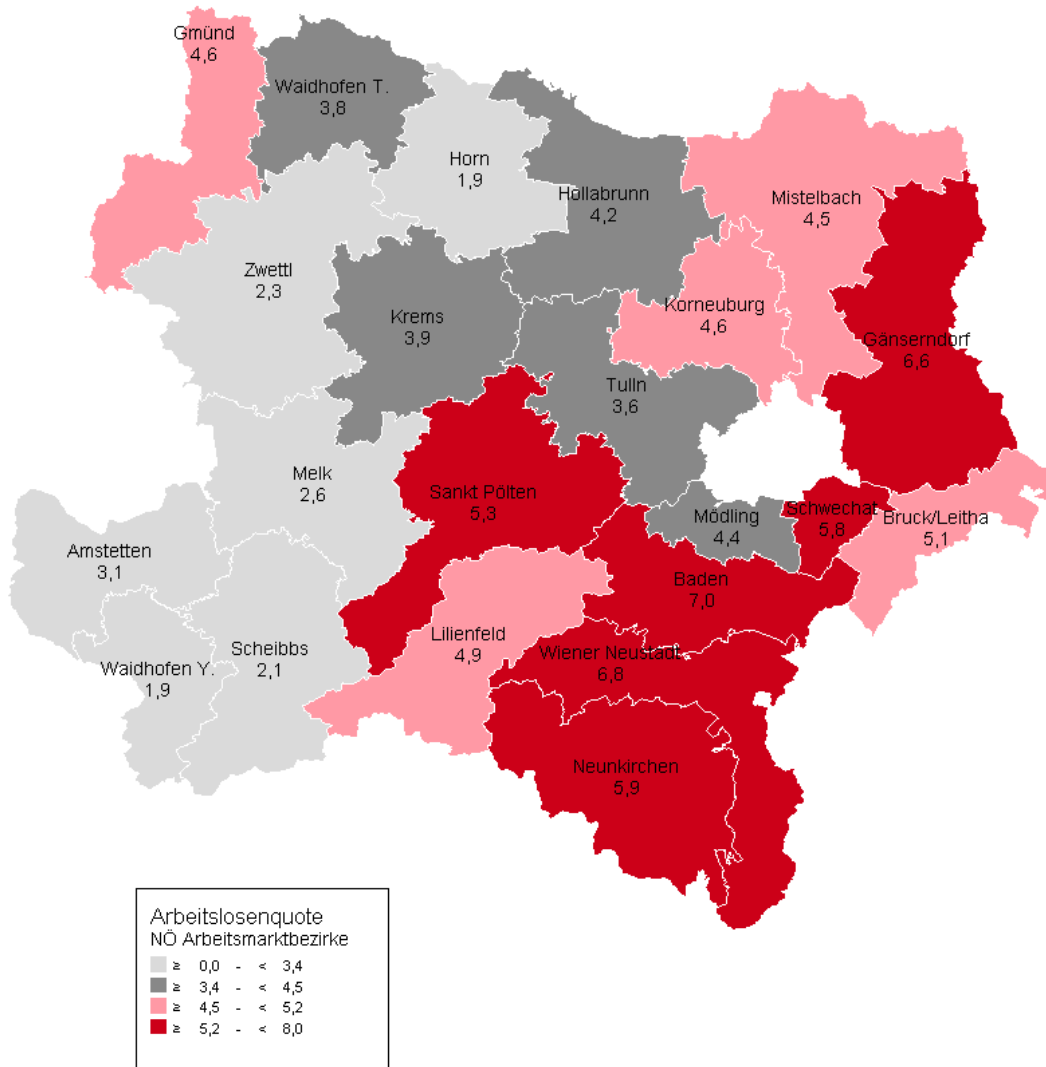 Gmünd
4,6
Waidhofen T.
3,8
Horn
1,9
Hollabrunn
4,2
Mistelbach
4,5
Zwettl
2,3
Krems
3,9
Korneuburg
4,6
Gänserndorf
6,6
Tulln
3,6
Melk
2,6
Sankt Pölten
5,3
Mödling
4,4
Schwechat
5,8
Bruck/Leitha
5,1
Amstetten
3,1
Baden
7,0
Scheibbs
2,1
Lilienfeld
4,9
Wiener Neustadt
6,8
Waidhofen Y.
1,9
Neunkirchen
5,9
Arbeitslosenquote
NÖ Arbeitsmarktbezirke
≥ 0,0 - < 3,4
≥ 3,4 - < 4,5
≥ 4,5 - < 5,2
≥ 5,2 - < 8,0